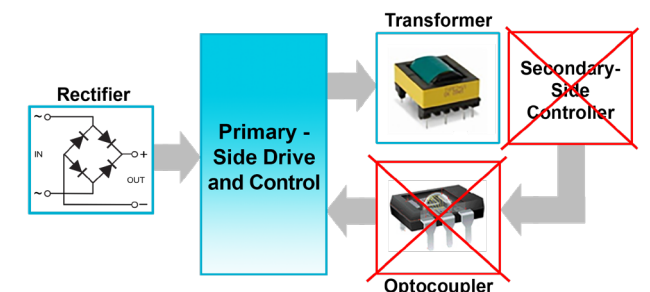 Transformer
Secondary-
Side
Controller
Rectifier
~
IN
+
OUT
~
−
Primary -
Side Drive
and Control
Optocoupler